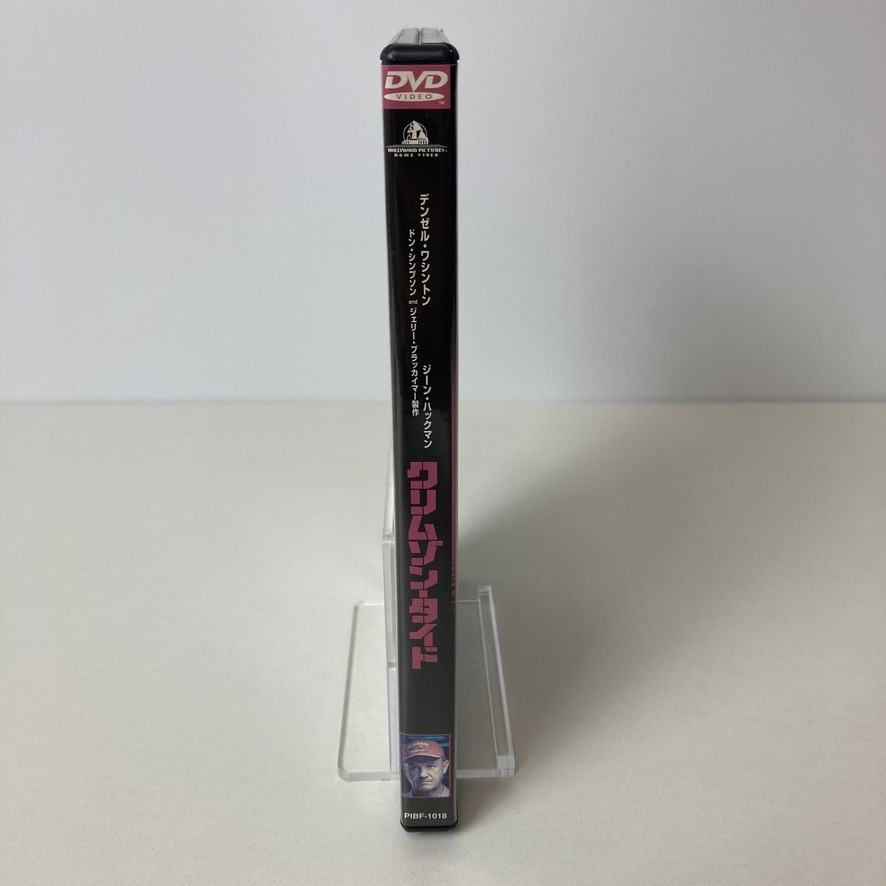 DVD
VIDEO
HOLLYWOOD PICTURES
HOME VIDEO
デンゼル・ワシントン ジーン・ハックマン
ドン・シンプソン and ジェリー・ブラッカイマー製作
クリムゾン・タイド
PIBF-1018